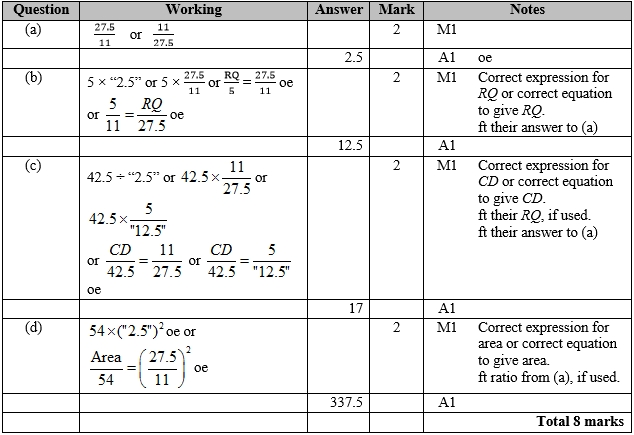 Question Working Answer Mark Notes
(a) 27.5/11 or 11/27.5 2 M1
2.5 A1 oe
(b) 5 × “2.5” or 5 × 27.5/11 or RQ/5 = 27.5/11 oe 2 M1 Correct expression for
RQ or correct equation
or 5/11 = RQ/27.5 oe to give RQ.
ft their answer to (a)
12.5 A1
(c) 42.5 ÷ “2.5” or 42.5 × 11/27.5 or 2 M1 Correct expression for
CD or correct equation
to give CD.
42.5 × 5/"12.5" ft their RQ, if used.
ft their answer to (a)
or CD/42.5 = 11/27.5 or CD/42.5 = 5/"12.5"
oe
17 A1
(d) 54×("2.5")² oe or 2 M1 Correct expression for
area or correct equation
Area/54 = (27.5/11)² oe to give area.
ft ratio from (a), if used.
337.5 A1
Total 8 marks